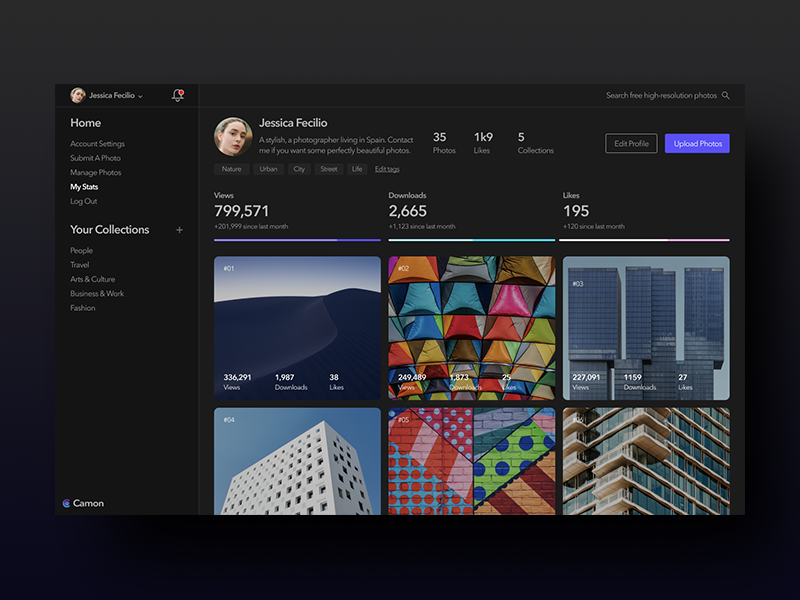 Jessica Fecilio
Search free high-resolution photos
Home
Account Settings
Submit A Photo
Manage Photos
My Stats
Log Out
Your Collections +
People
Travel
Arts & Culture
Business & Work
Fashion
Camon
Jessica Fecilio
A stylish, a photographer living in Spain. Contact
me if you want some perfectly beautiful photos.
35
Photos
1k9
Likes
5
Collections
Edit Profile
Upload Photos
Nature
Urban
City
Street
Life
Edit tags
Views
799,571
+201,999 since last month
Downloads
2,665
+1,123 since last month
Likes
195
+120 since last month
#01
336,291
Views
1,987
Downloads
38
Likes
#02
249,489
Views
1,873
Downloads
25
Likes
#03
227,091
Views
1159
Downloads
27
Likes
#04
#05